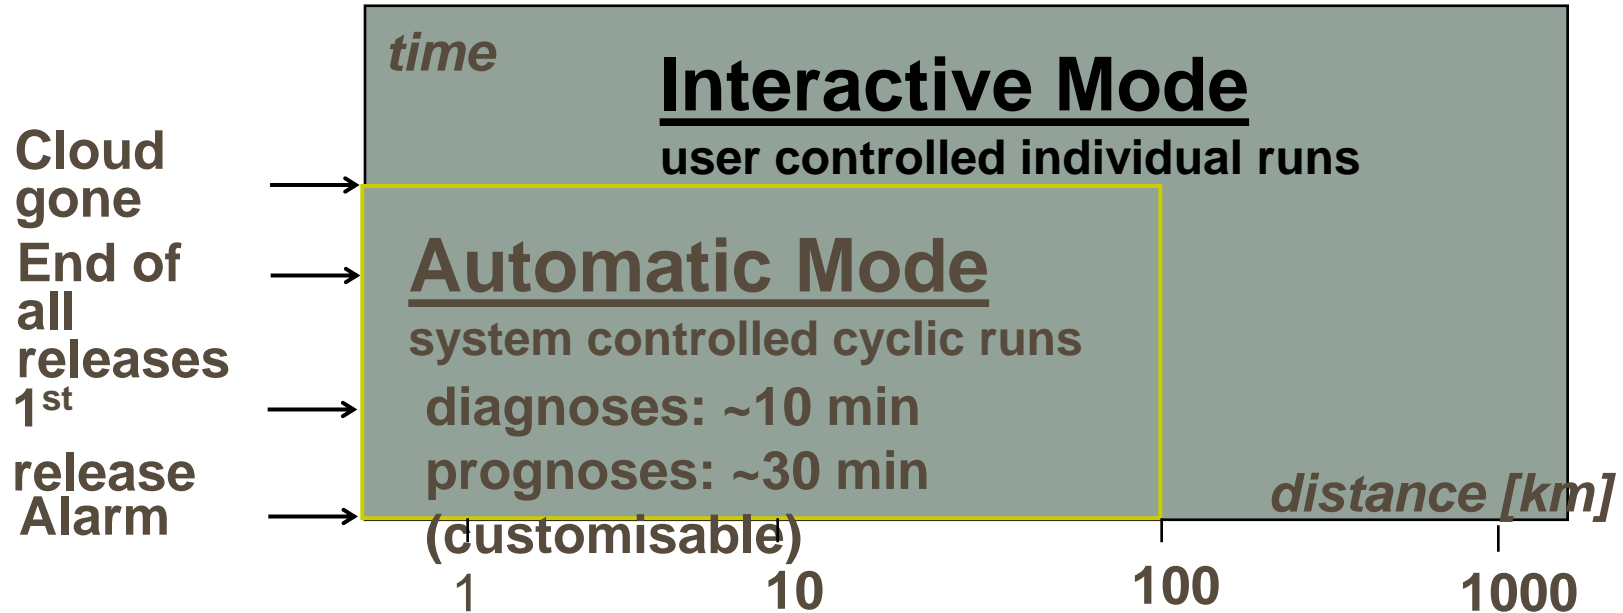 time
Interactive Mode
user controlled individual runs
Cloud
gone
End of
all
releases
1st
release
Alarm
Automatic Mode
system controlled cyclic runs
diagnoses: ~10 min
prognoses: ~30 min
(customisable)
distance [km]
1
10
100
1000